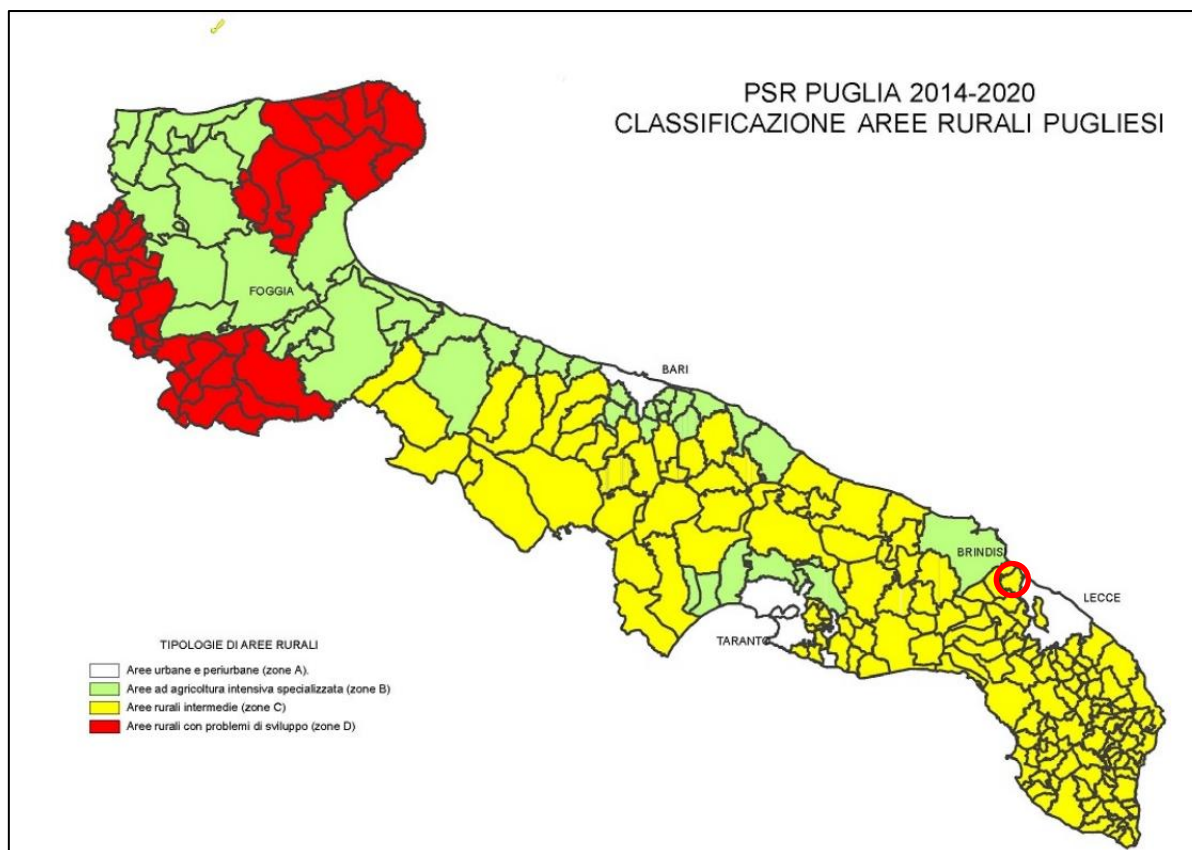 PSR PUGLIA 2014-2020
CLASSIFICAZIONE AREE RURALI PUGLIESI
FOGGIA
BARI
BRINDISI
LECCE
TARANTO
TIPOLOGIE DI AREE RURALI
Aree urbane e periurbane (zone A).
Aree ad agricoltura intensiva specializzata (zone B)
Aree rurali intermedie (zone C)
Aree rurali con problemi di sviluppo (zone D)